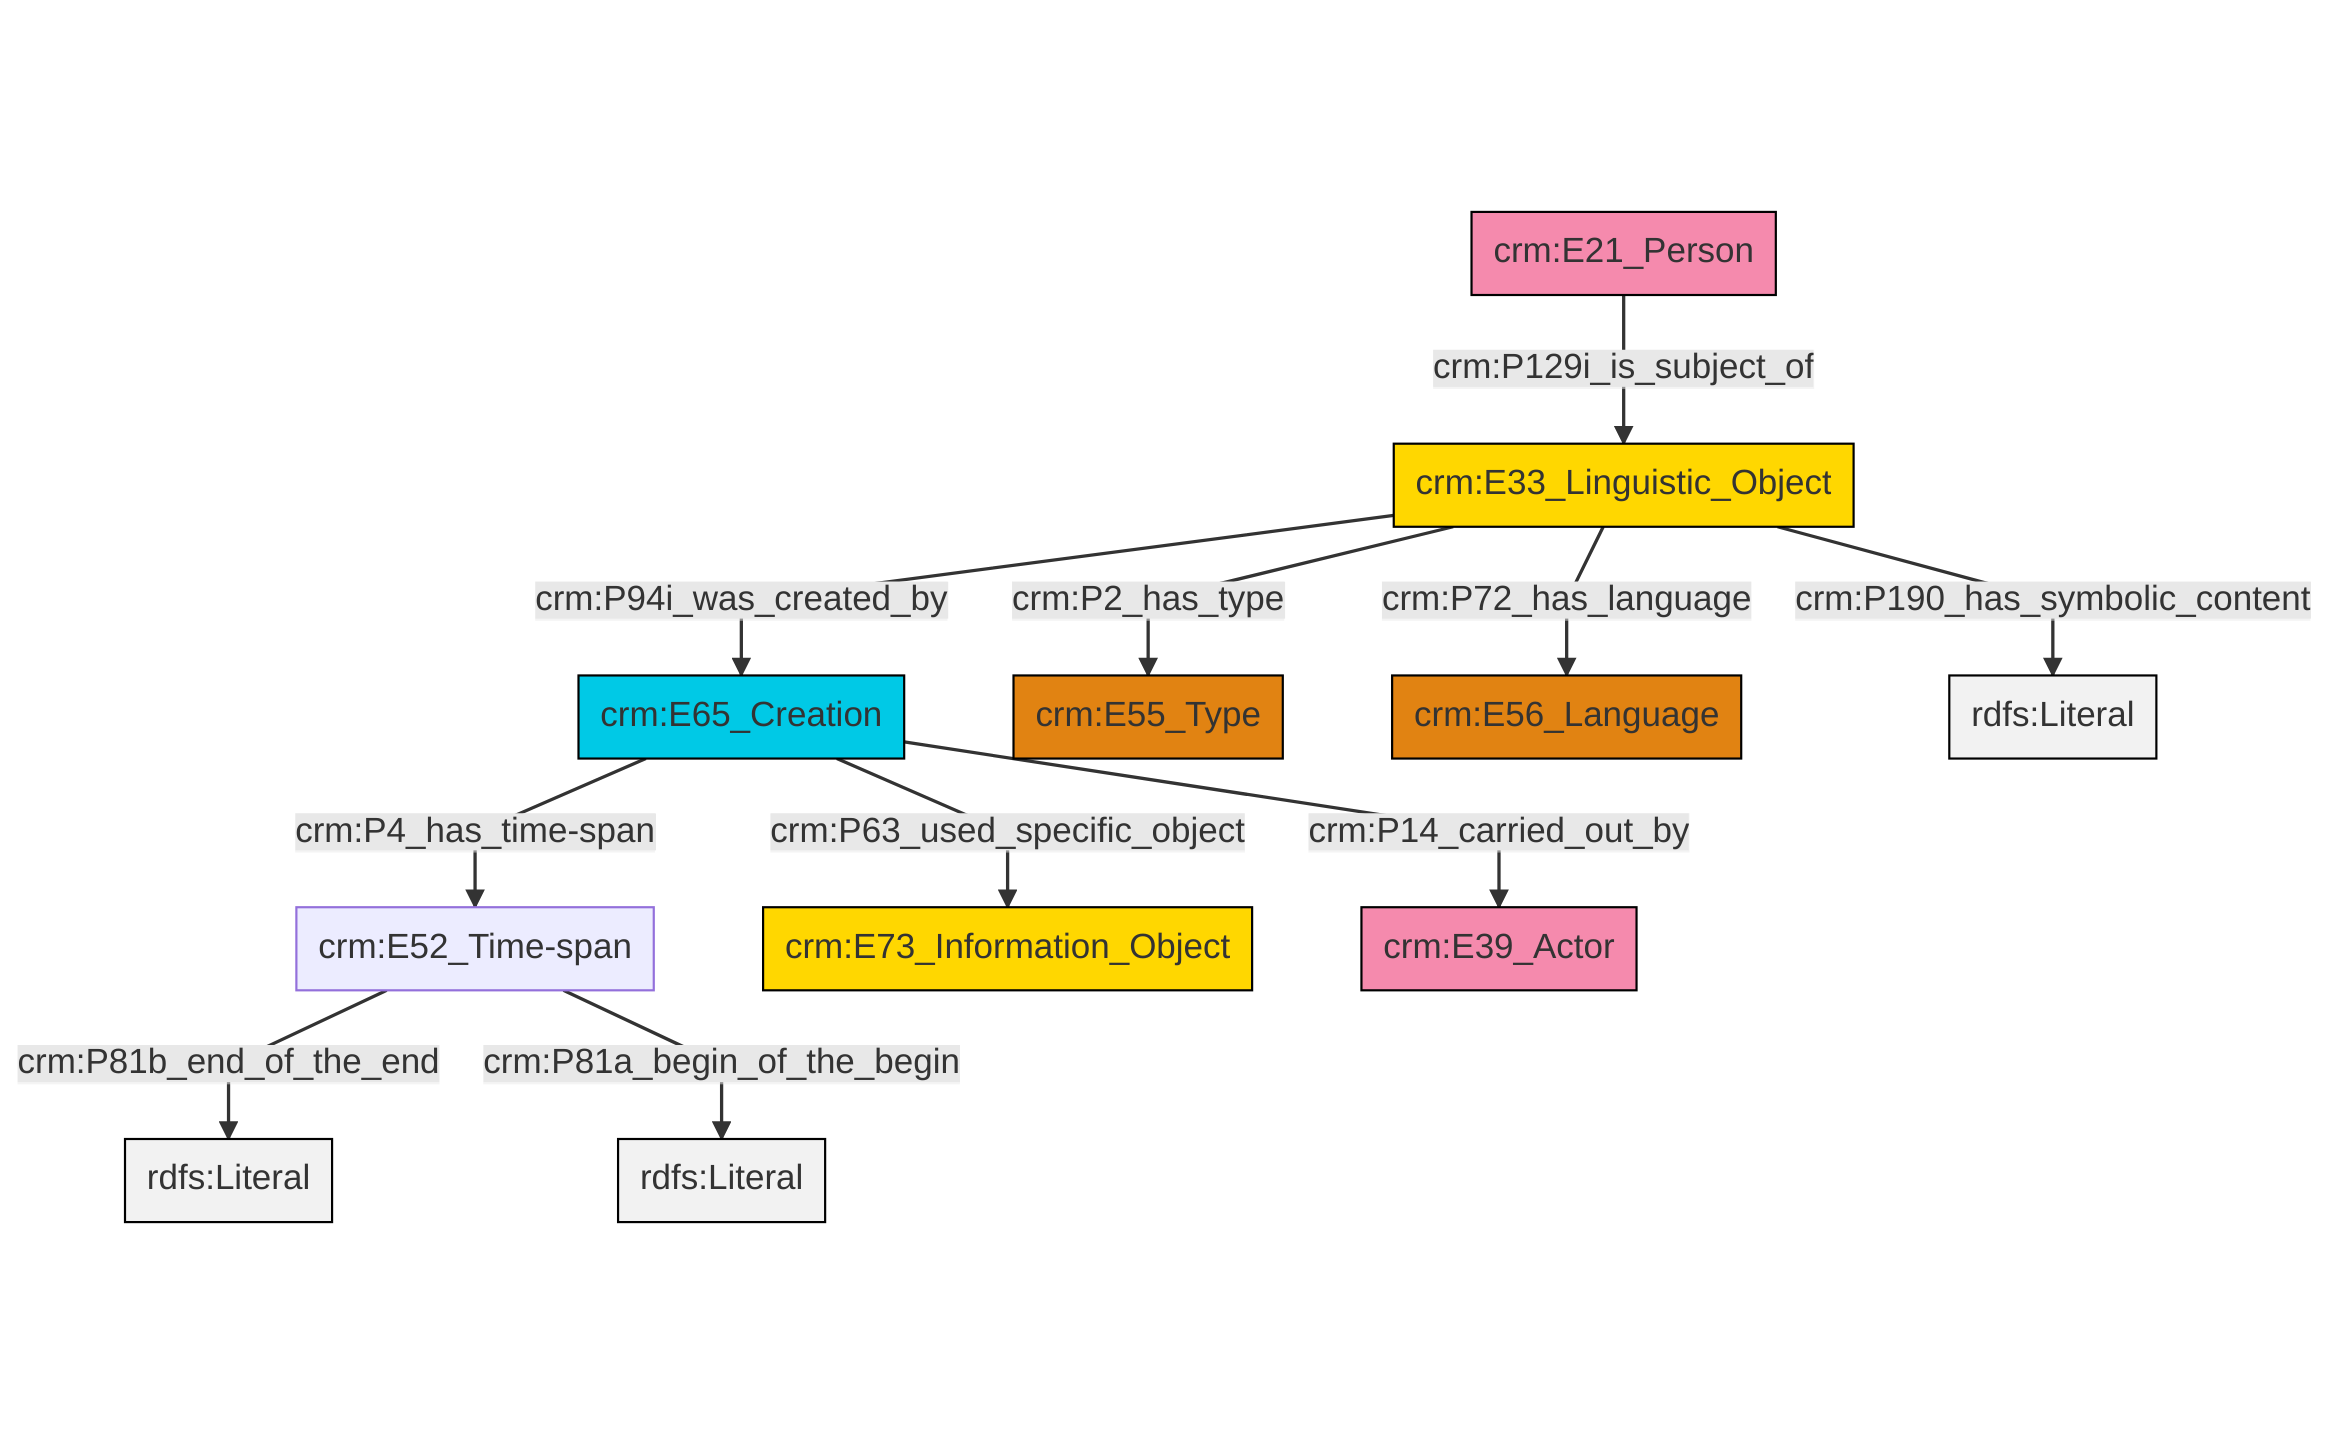 crm:E21_Person
crm:P129i_is_subject_of
crm:E33_Linguistic_Object
crm:P94i_was_created_by
crm:P2_has_type
crm:P72_has_language
crm:P190_has_symbolic_content
crm:E65_Creation
crm:E55_Type
crm:E56_Language
rdfs:Literal
crm:P4_has_time-span
crm:P63_used_specific_object
crm:P14_carried_out_by
crm:E52_Time-span
crm:E73_Information_Object
crm:E39_Actor
crm:P81b_end_of_the_end
crm:P81a_begin_of_the_begin
rdfs:Literal
rdfs:Literal